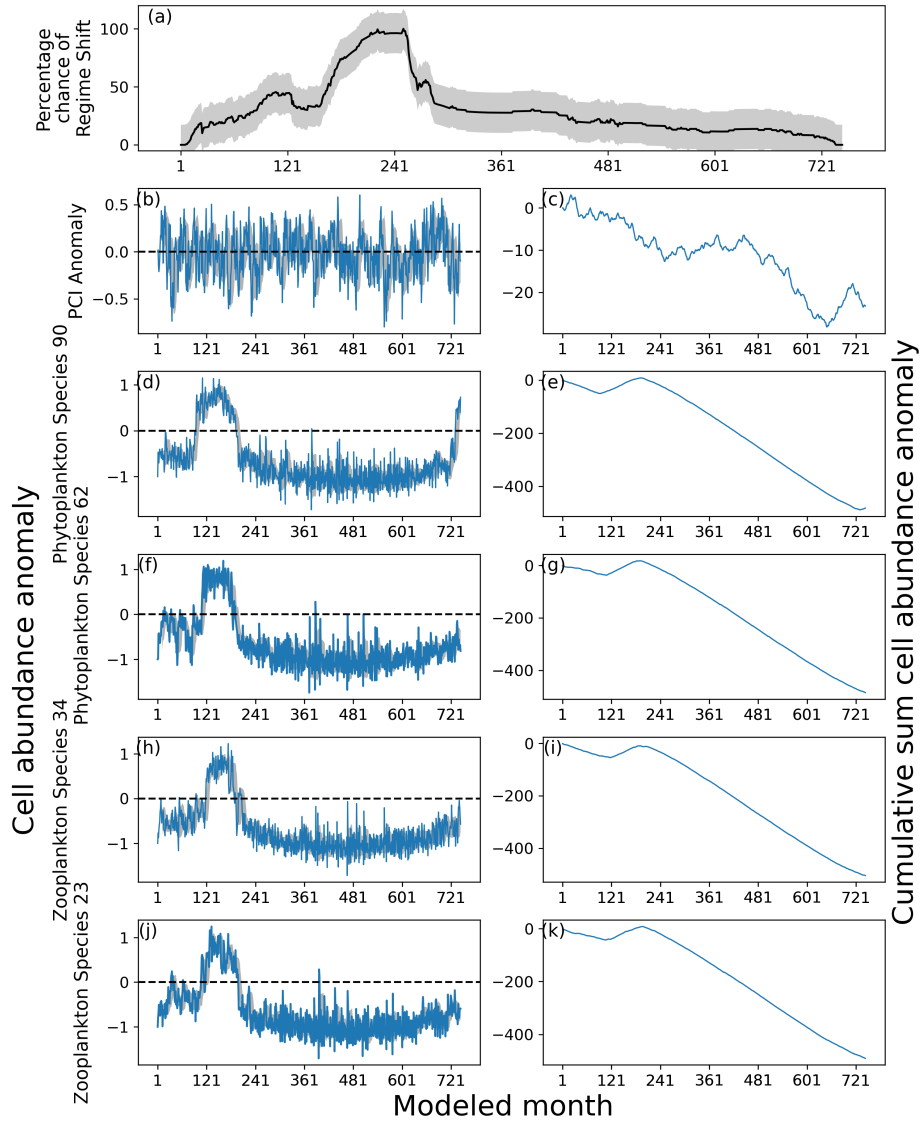 (a)
Percentage
chance of
Regime Shift
100
50
0
1 121 241 361 481 601 721
(b)
PCI Anomaly
0.5
0.0
−0.5
1 121 241 361 481 601 721
(c)
0
−10
−20
1 121 241 361 481 601 721
Cell abundance anomaly
Cumulative sum cell abundance anomaly
Phytoplankton Species 90
(d)
1
0
−1
1 121 241 361 481 601 721
(e)
0
−200
−400
1 121 241 361 481 601 721
Phytoplankton Species 62
(f)
1
0
−1
1 121 241 361 481 601 721
(g)
0
−200
−400
1 121 241 361 481 601 721
Zooplankton Species 34
(h)
1
0
−1
1 121 241 361 481 601 721
(i)
0
−200
−400
1 121 241 361 481 601 721
Zooplankton Species 23
(j)
1
0
−1
1 121 241 361 481 601 721
(k)
0
−200
−400
1 121 241 361 481 601 721
Modeled month